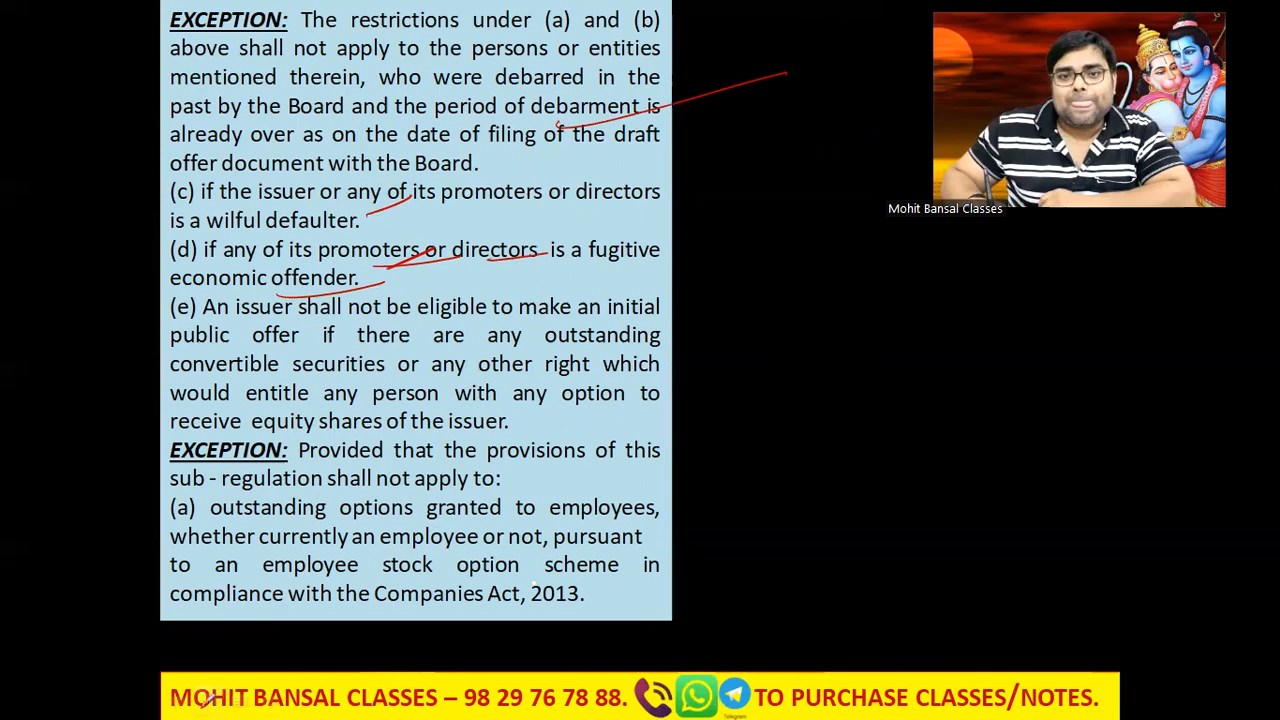 EXCEPTION: The restrictions under (a) and (b)
above shall not apply to the persons or entities
mentioned therein, who were debarred in the
past by the Board and the period of debarment is
already over as on the date of filing of the draft
offer document with the Board.
(c) if the issuer or any of its promoters or directors
is a wilful defaulter.
(d) if any of its promoters or directors is a fugitive
economic offender.
(e) An issuer shall not be eligible to make an initial
public offer if there are any outstanding
convertible securities or any other right which
would entitle any person with any option to
receive equity shares of the issuer.
EXCEPTION: Provided that the provisions of this
sub - regulation shall not apply to:
(a) outstanding options granted to employees,
whether currently an employee or not, pursuant
to an employee stock option scheme in
compliance with the Companies Act, 2013.
Mohit Bansal Classes
MOHIT BANSAL CLASSES – 98 29 76 78 88. TO PURCHASE CLASSES/NOTES.
Telegram